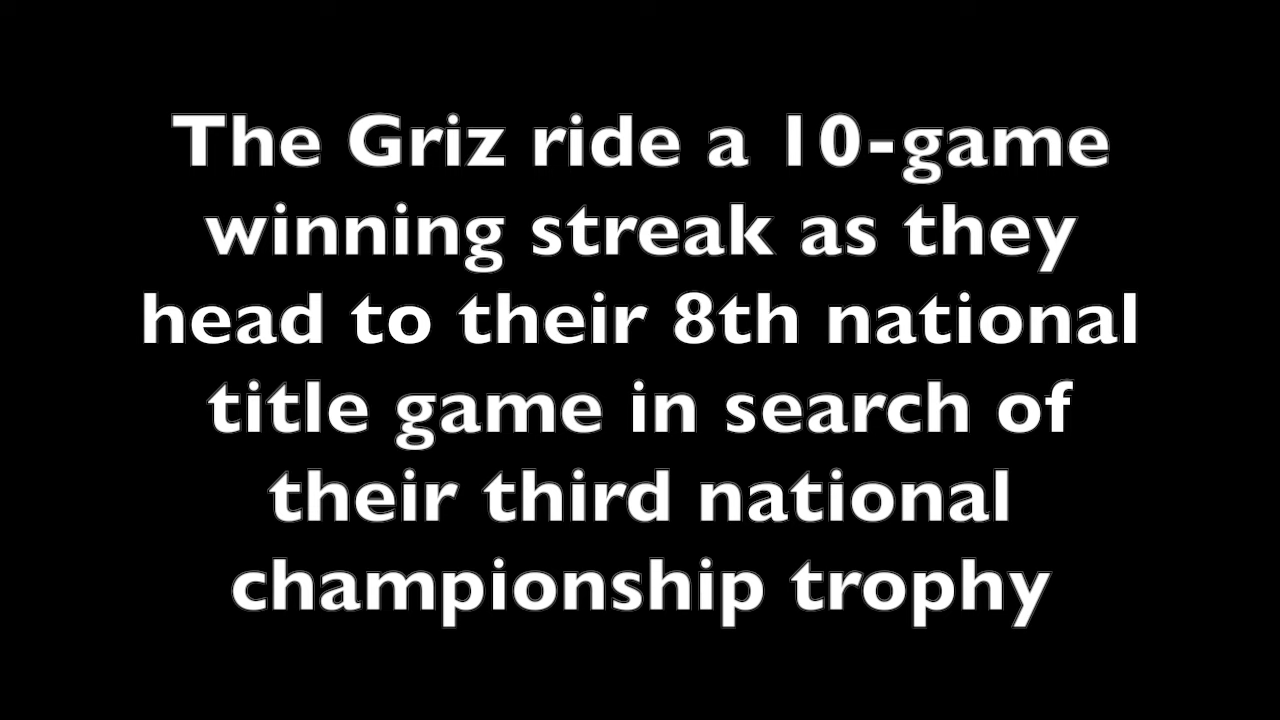 The Griz ride a 10-game
winning streak as they
head to their 8th national
title game in search of
their third national
championship trophy